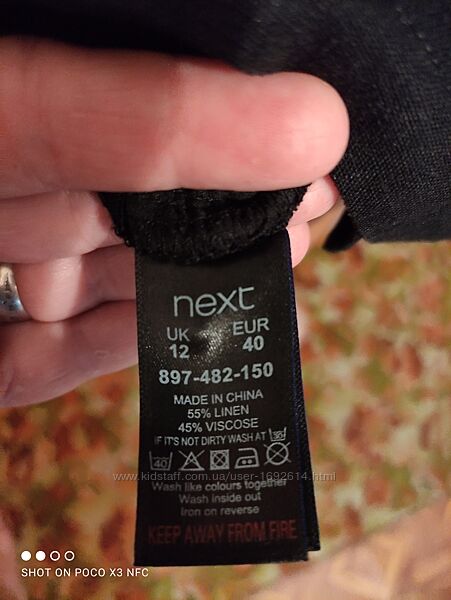 next
UK EUR
12 40
897-482-150
MADE IN CHINA
55% LINEN
45% VISCOSE
IF IT'S NOT DIRTY WASH AT 30
40
www.kidstaff.com.ua/user-1692614.html
Wash like colours together
Wash inside out
Iron on reverse
KEEP AWAY FROM FIRE
SHOT ON POCO X3 NFC